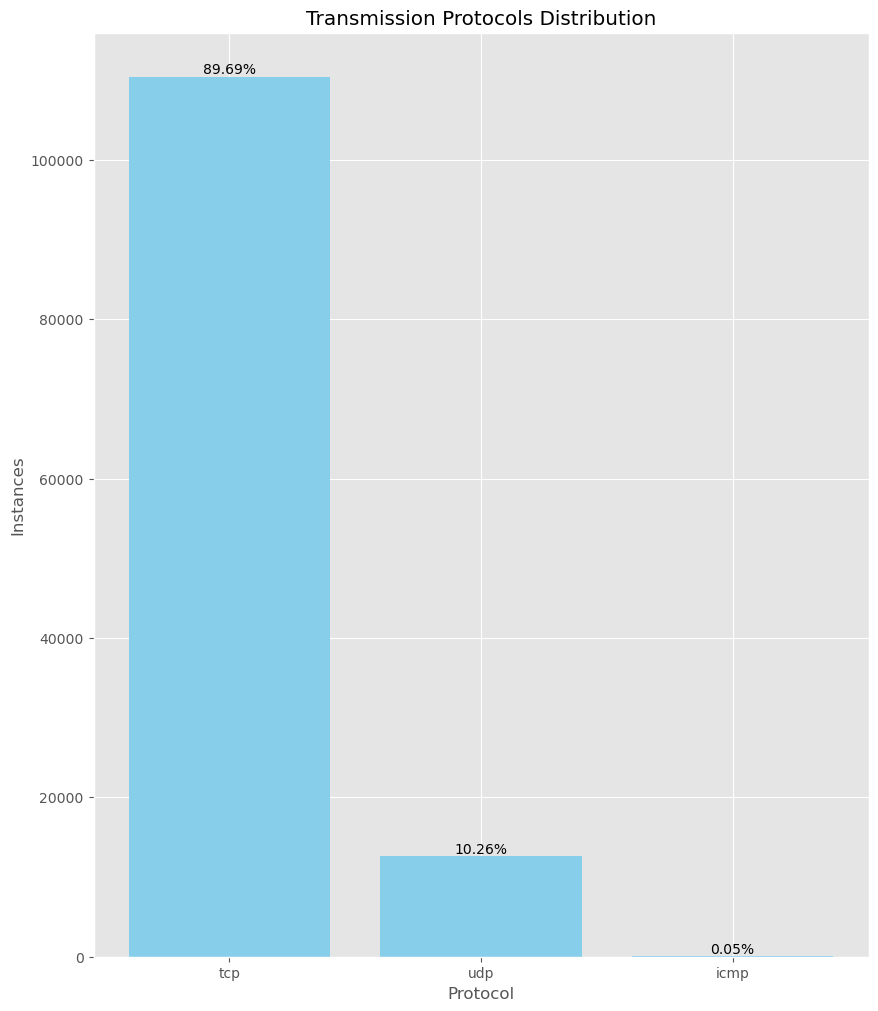 Transmission Protocols Distribution
89.69%
100000
80000
60000
40000
20000
0
Instances
10.26%
0.05%
tcp
udp
icmp
Protocol